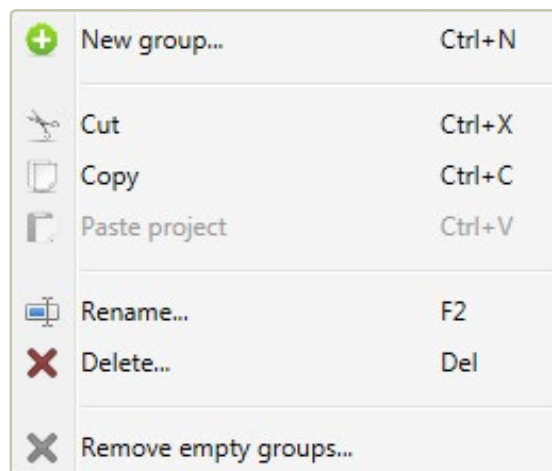 New group... Ctrl+N
Cut Ctrl+X
Copy Ctrl+C
Paste project Ctrl+V
Rename... F2
Delete... Del
Remove empty groups...